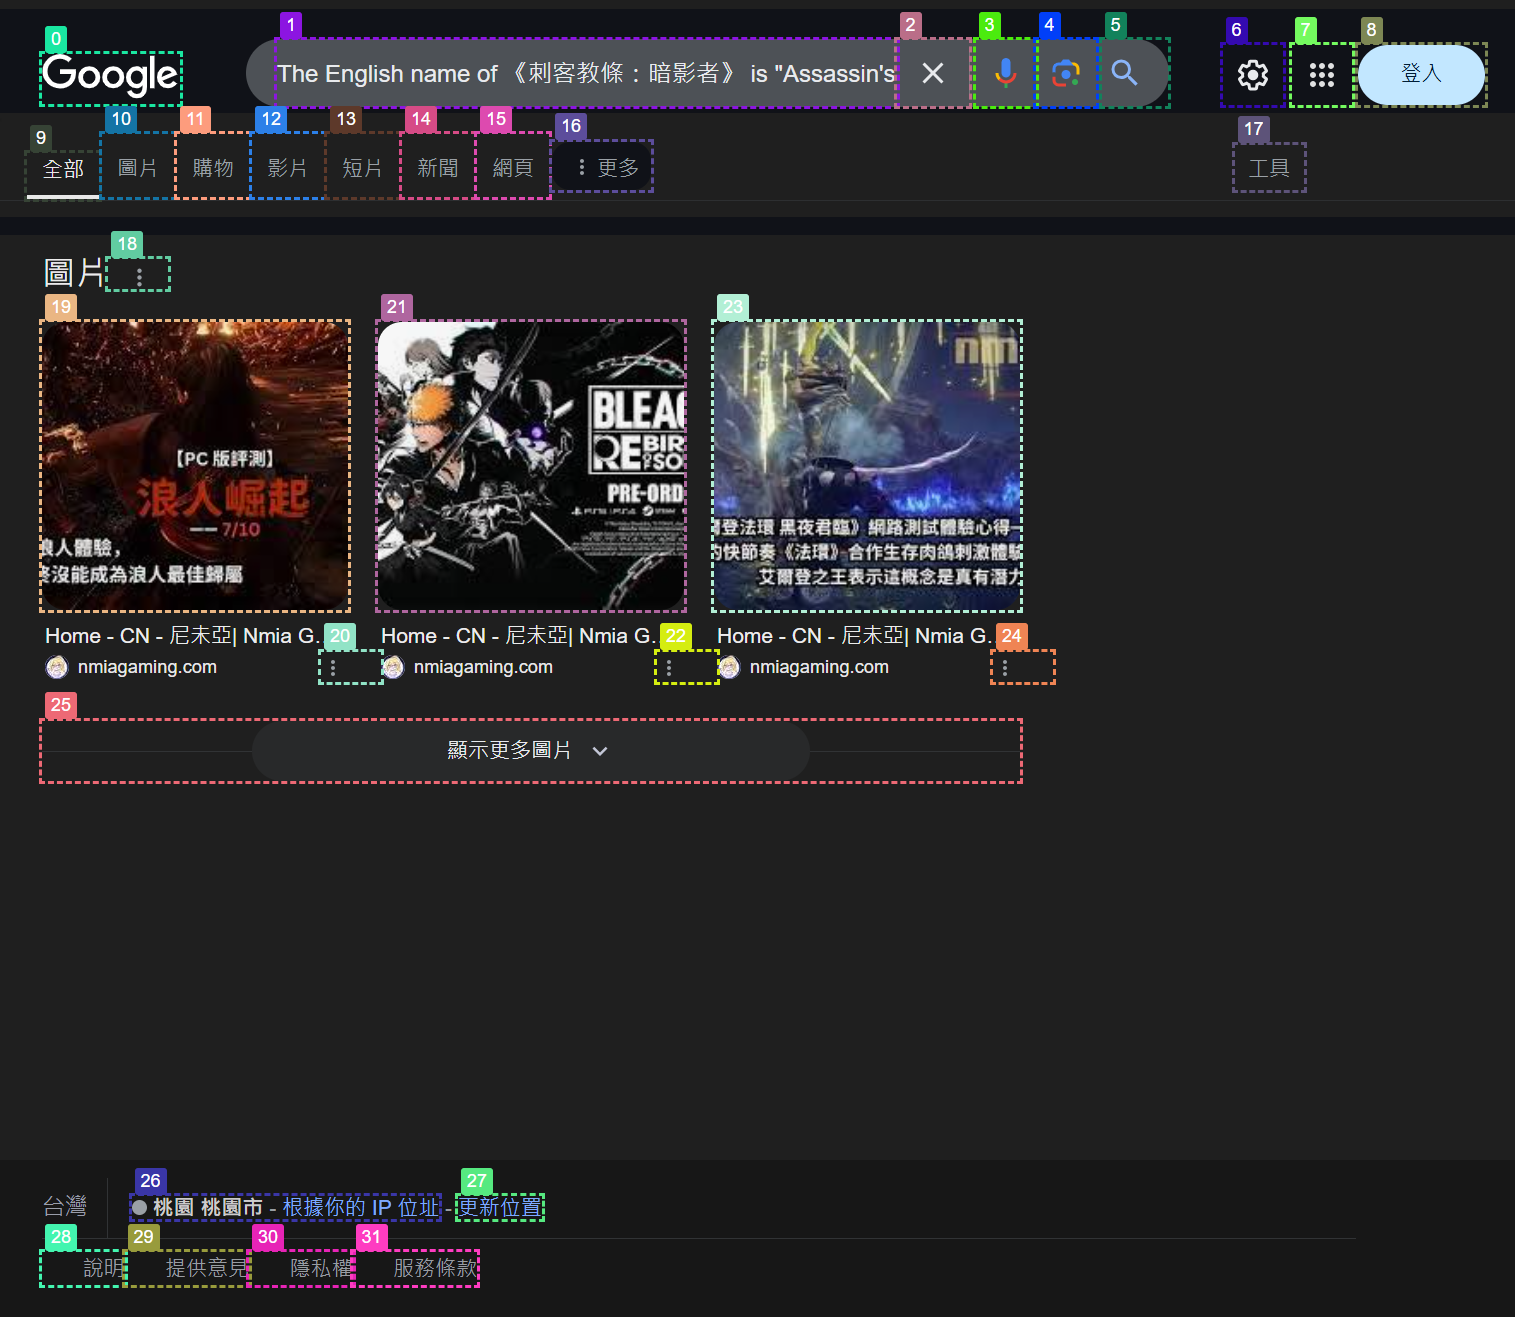 0
1
2
3
4
5
6
7
8
Google
The English name of 《刺客教條：暗影者》 is "Assassin's
登入
9
10
11
12
13
14
15
16
17
全部
圖片
購物
影片
短片
新聞
網頁
更多
工具
18
圖片
19
21
23
【PC 版評測】
浪人崛起
7/10
浪人體驗，
終沒能成為浪人最佳歸屬
BLEA
RE BIR
OF SO
PRE-ORD
nm
爾登法環 黑夜君臨》網路測試體驗心得一
的快節奏《法環》合作生存肉鴿刺激體驗
艾爾登之王表示這概念是真有潛力
Home - CN - 尼未亞| Nmia G...
20
nmiagaming.com
Home - CN - 尼未亞| Nmia G...
22
nmiagaming.com
Home - CN - 尼未亞| Nmia G...
24
nmiagaming.com
25
顯示更多圖片
26
27
台灣
桃園 桃園市 - 根據你的 IP 位址 - 更新位置
28
29
30
31
說明
提供意見
隱私權
服務條款